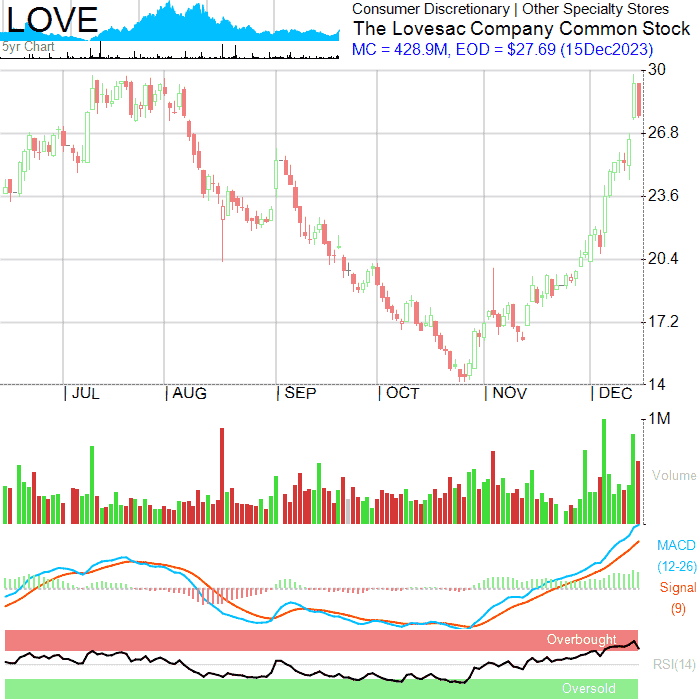 LOVE
5yr Chart
Consumer Discretionary | Other Specialty Stores
The Lovesac Company Common Stock
MC = 428.9M, EOD = $27.69 (15Dec2023)
30
26.8
23.6
20.4
17.2
14
| JUL | AUG | SEP | OCT | NOV | DEC
1M
Volume
MACD
(12-26)
Signal
(9)
Overbought
RSI(14)
Oversold